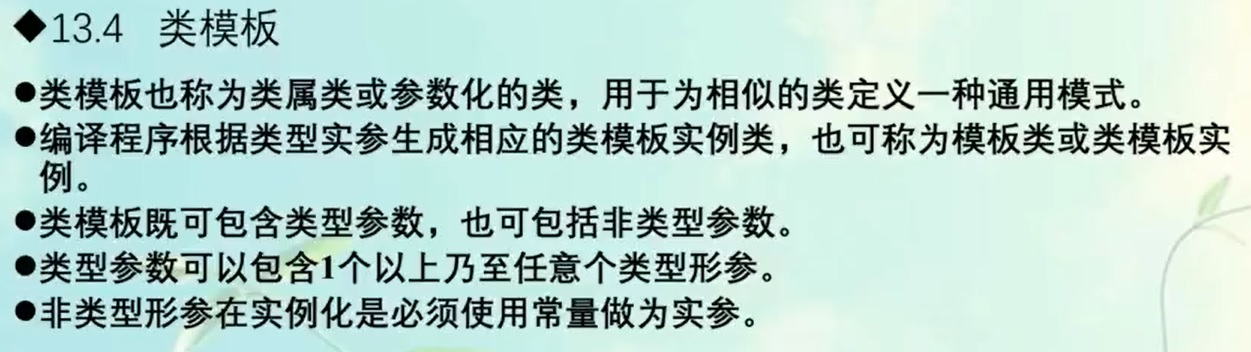 ◆13.4 类模板
●类模板也称为类属类或参数化的类，用于为相似的类定义一种通用模式。
●编译程序根据类型实参生成相应的类模板实例类，也可称为模板类或类模板实
例。
●类模板既可包含类型参数，也可包括非类型参数。
●类型参数可以包含1个以上乃至任意个类型形参。
●非类型形参在实例化是必须使用常量做为实参。